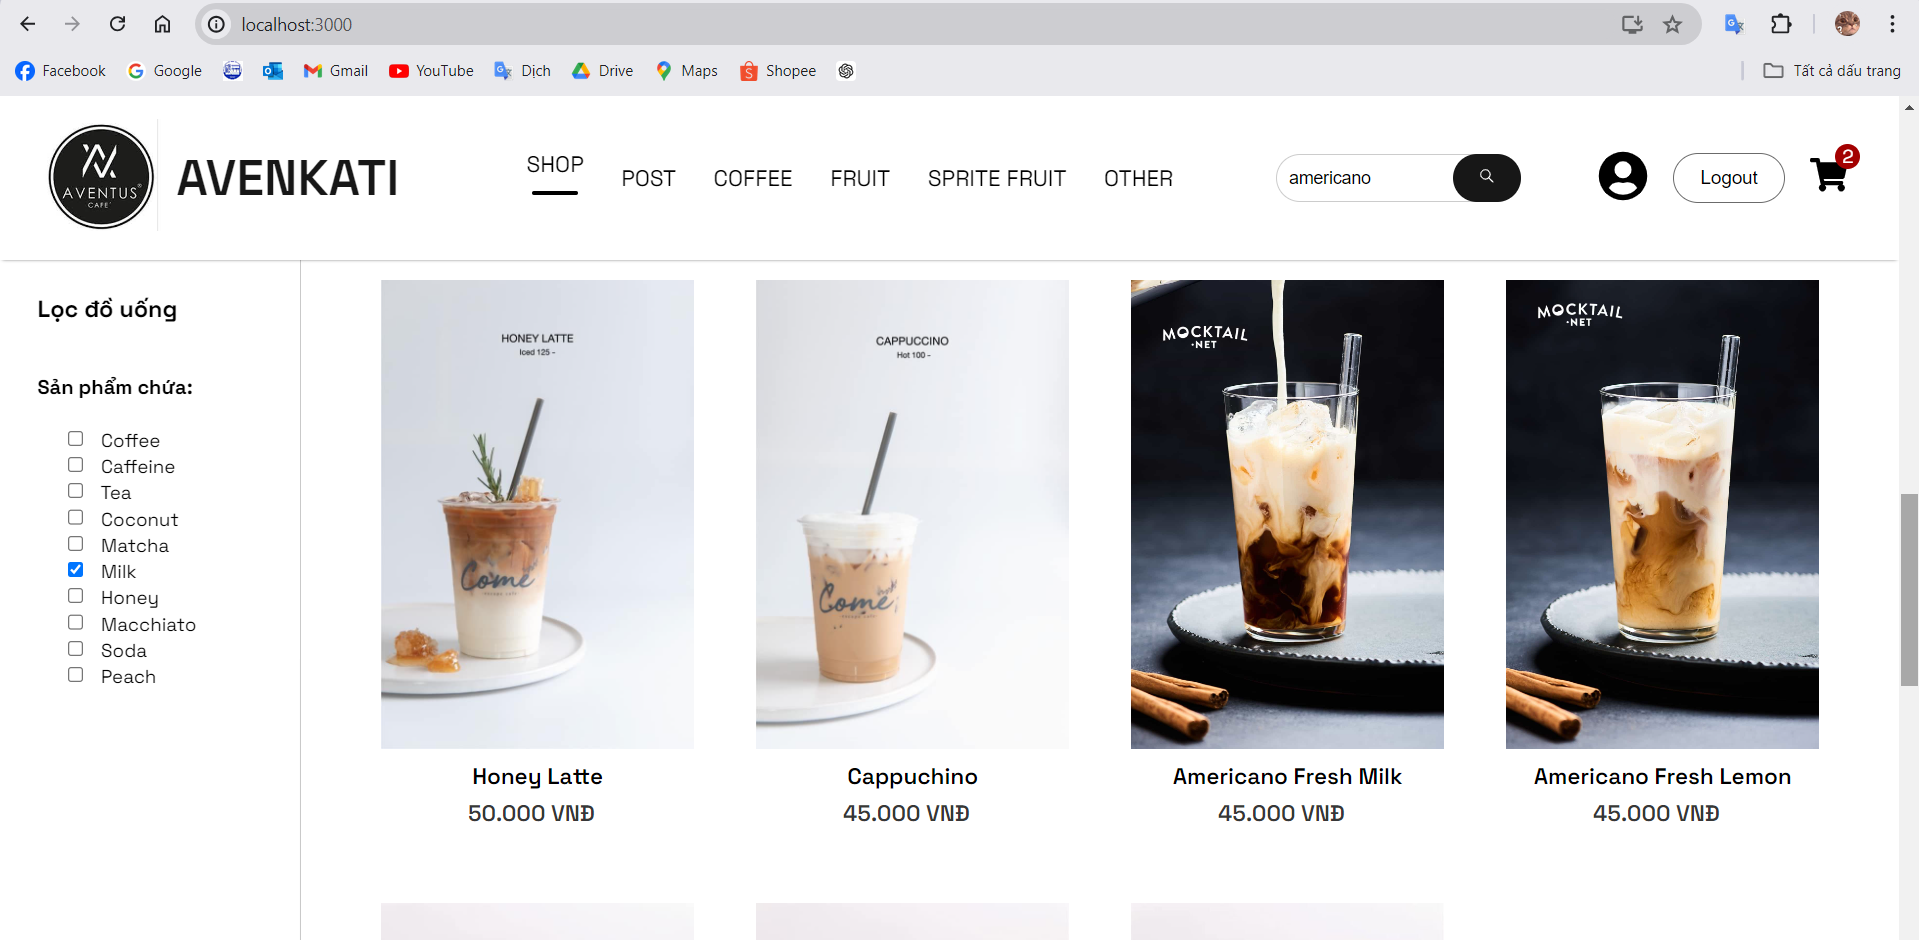 localhost:3000
Facebook
Google
Gmail
YouTube
Dịch
Drive
Maps
Shopee
Tất cả dấu trang
AVENTUS
CAFE
AVENKATI
SHOP
POST
COFFEE
FRUIT
SPRITE FRUIT
OTHER
americano
Logout
2
Lọc đồ uống
Sản phẩm chứa:
Coffee
Caffeine
Tea
Coconut
Matcha
Milk
Honey
Macchiato
Soda
Peach
HONEY LATTE
Iced 125 -
Come
CAPPUCCINO
Hot 100 -
Come
MOCKTAIL
·NET
MOCKTAIL
·NET
Honey Latte
50.000 VNĐ
Cappuchino
45.000 VNĐ
Americano Fresh Milk
45.000 VNĐ
Americano Fresh Lemon
45.000 VNĐ